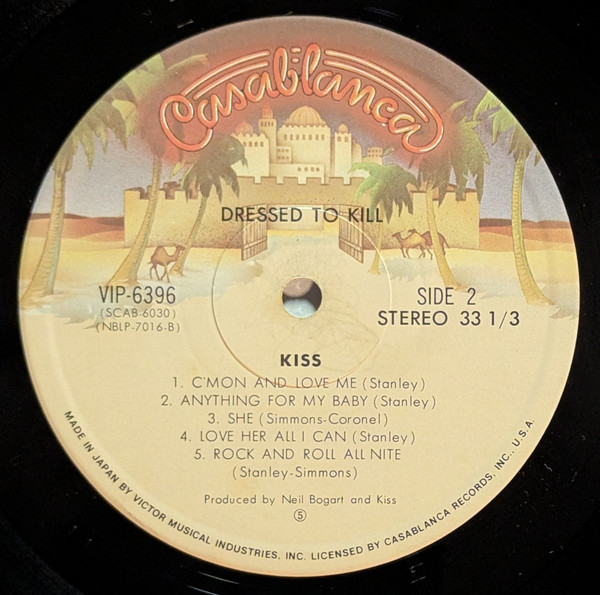 Casablanca
DRESSED TO KILL
VIP-6396
(SCAB-6030)
(NBLP-7016-B)
SIDE 2
STEREO 33 1/3
KISS
1. C'MON AND LOVE ME (Stanley)
2. ANYTHING FOR MY BABY (Stanley)
3. SHE (Simmons-Coronel)
4. LOVE HER ALL I CAN (Stanley)
5. ROCK AND ROLL ALL NITE
(Stanley-Simmons)
Produced by Neil Bogart and Kiss
⑤
MADE IN JAPAN BY VICTOR MUSICAL INDUSTRIES, INC. LICENSED BY CASABLANCA RECORDS, INC., U.S.A.